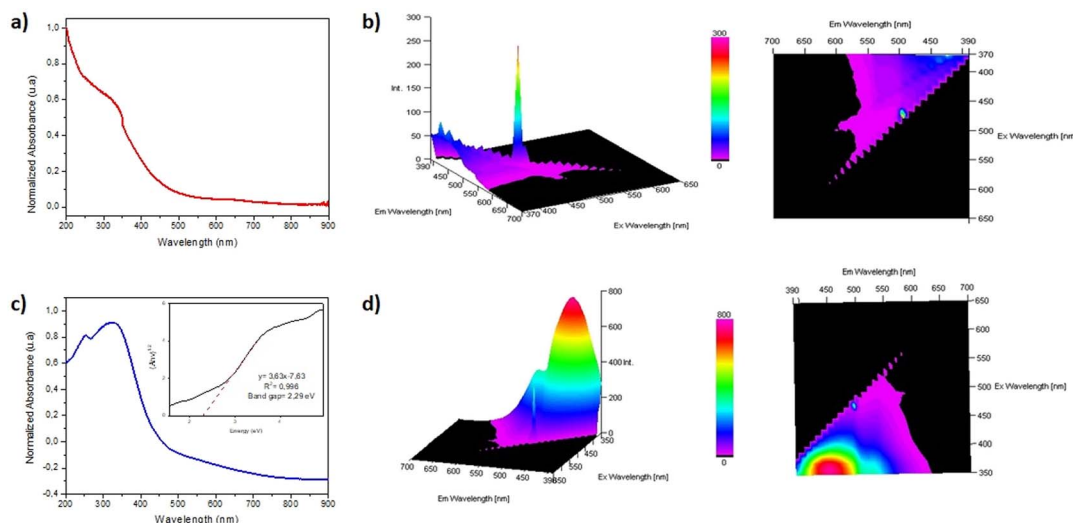 a)
1,0
0,8
0,6
0,4
0,2
0,0
Normalized Absorbance (u.a)
200 300 400 500 600 700 800 900
Wavelength (nm)
b)
300
250
200
150
100
50
0
Int.
390
450
500
550
600
650
700
Em Wavelength [nm]
370
400
450
500
550
600
650
Ex Wavelength [nm]
300
0
Em Wavelength [nm]
700 650 600 550 500 450 390
370
400
450
500
550
600
650
Ex Wavelength [nm]
c)
1,0
0,8
0,6
0,4
0,2
0,0
-0,2
-0,4
Normalized Absorbance (u.a)
200 300 400 500 600 700 800 900
Wavelength (nm)
y= 3,63x-7,63
R²= 0,996
Band gap= 2,29 eV
2 3 4
Energy (eV)
d)
800
600
400
200
0
Int.
700 650 600 550 500 450
Em Wavelength [nm]
350
Ex Wavelength [nm]
800
0
Em Wavelength [nm]
390 450 500 550 600 650 700
650
600
550
500
450
400
350
Ex Wavelength [nm]